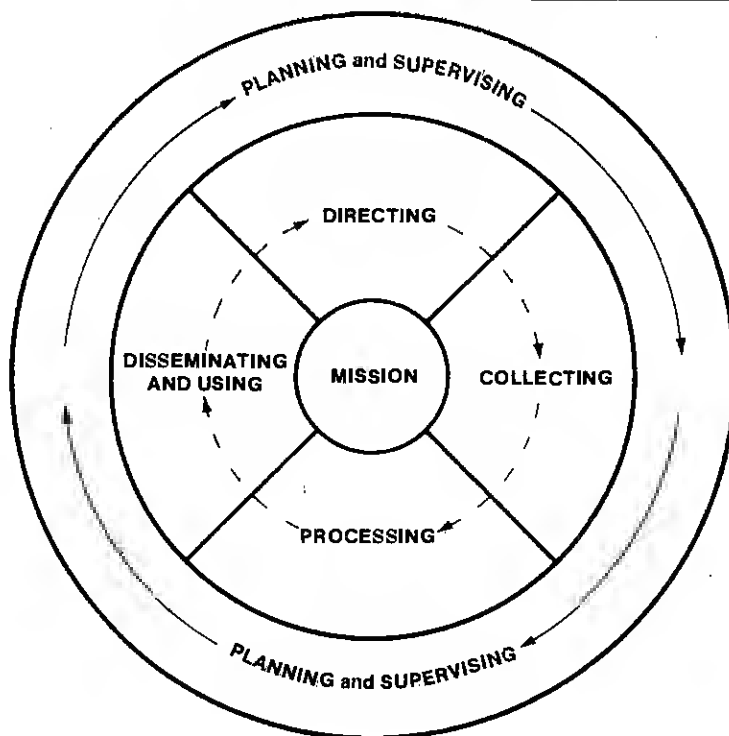 PLANNING and SUPERVISING
DIRECTING
DISSEMINATING
AND USING
MISSION
COLLECTING
PROCESSING
PLANNING and SUPERVISING